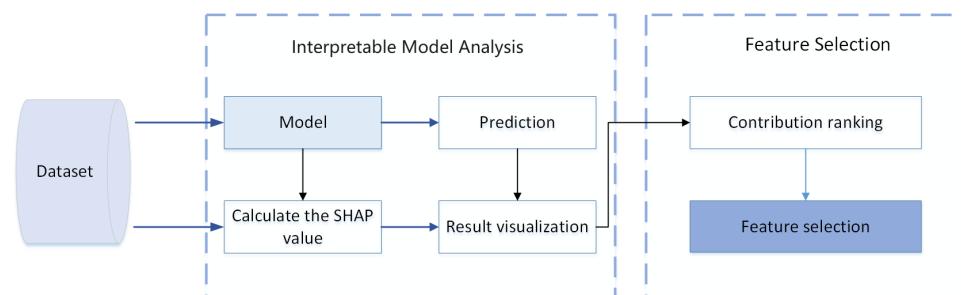 Interpretable Model Analysis
Feature Selection
Dataset
Model
Prediction
Contribution ranking
Calculate the SHAP
value
Result visualization
Feature selection